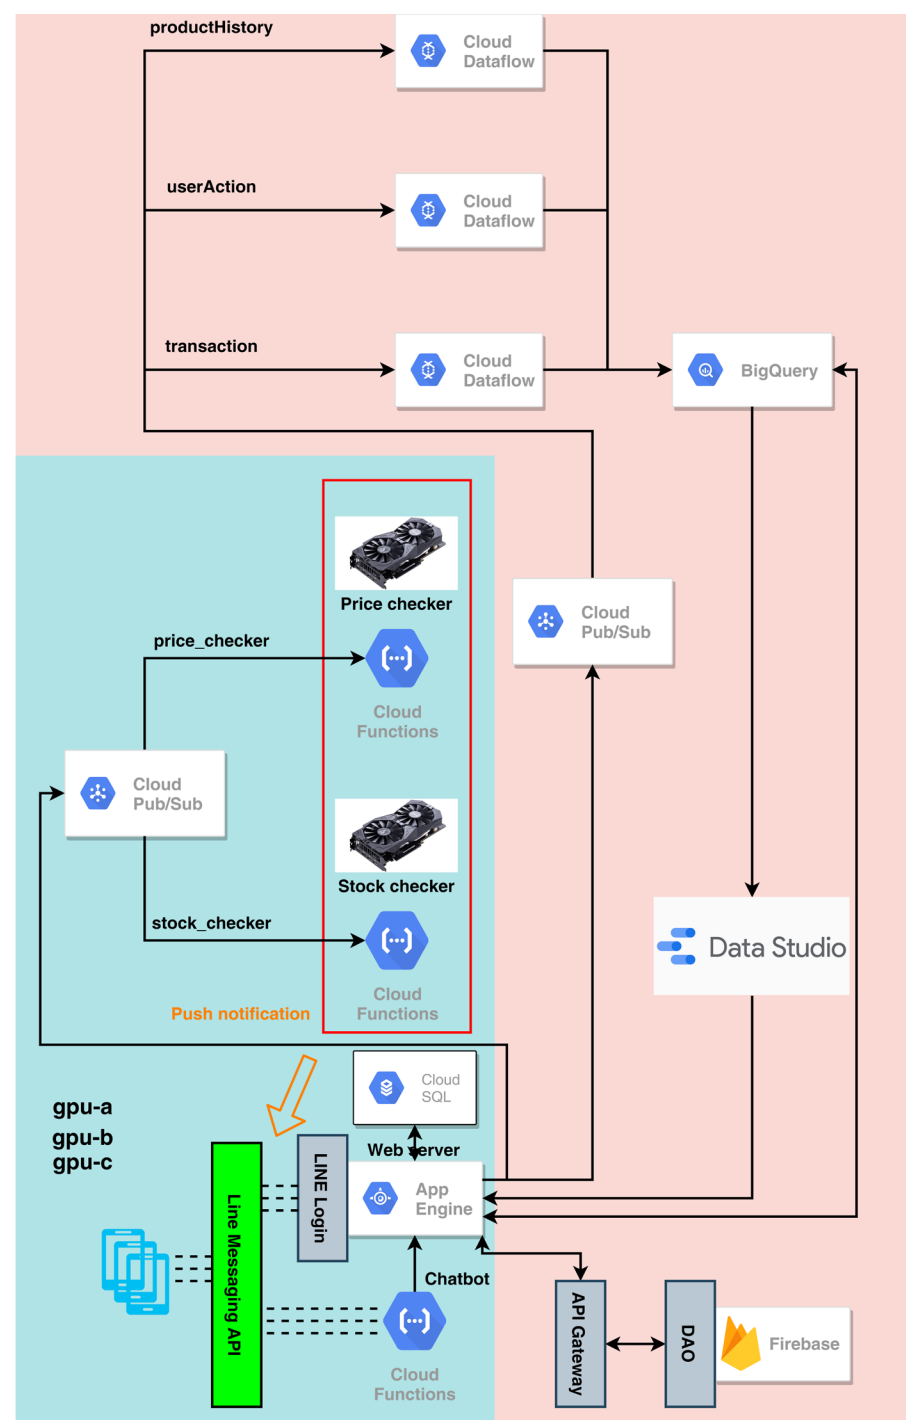 productHistory
Cloud
Dataflow
userAction
Cloud
Dataflow
transaction
Cloud
Dataflow
BigQuery
Price checker
Cloud
Pub/Sub
price_checker
Cloud
Functions
Cloud
Pub/Sub
Stock checker
stock_checker
Data Studio
Cloud
Functions
Push notification
Cloud
SQL
gpu-a
gpu-b
gpu-c
Web server
LINE Login
App
Engine
Line Messaging API
Chatbot
Cloud
Functions
API Gateway
DAO
Firebase